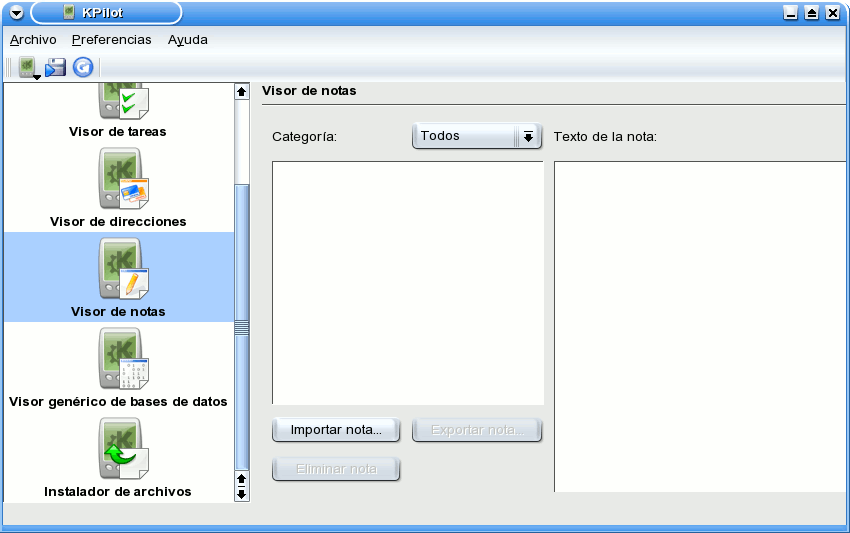 KPilot
Archivo Preferencias Ayuda
Visor de tareas
Visor de direcciones
Visor de notas
Visor genérico de bases de datos
Instalador de archivos
Visor de notas
Categoría:
Todos
Texto de la nota:
Importar nota...
Exportar nota...
Eliminar nota